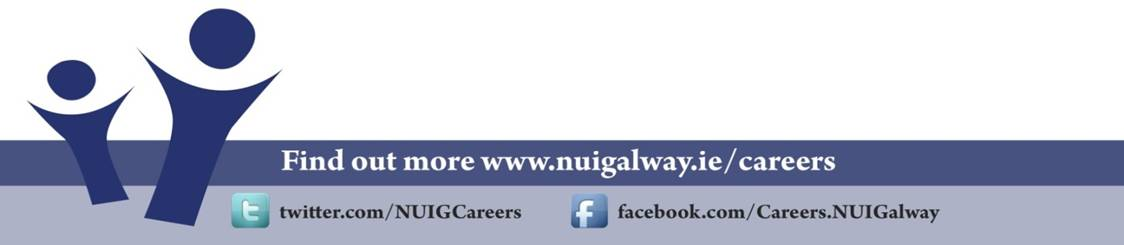 Find out more www.nuigalway.ie/careers
twitter.com/NUIGCareers facebook.com/Careers.NUIGalway